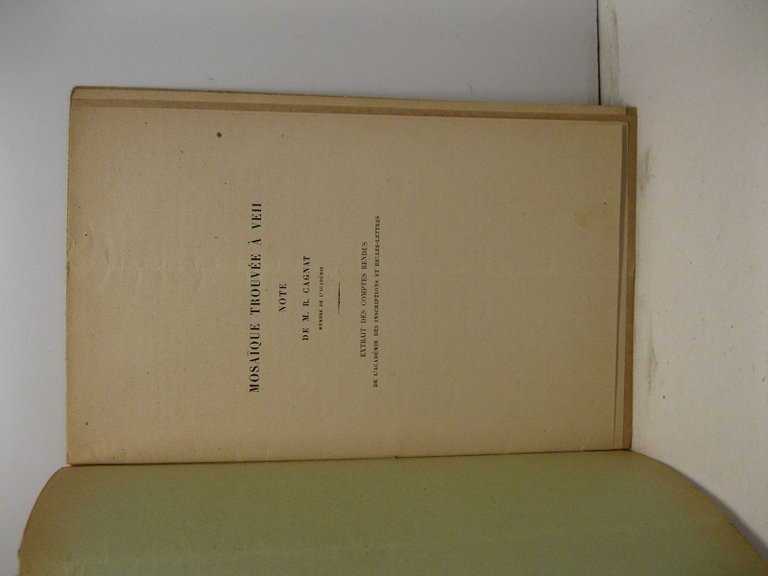 MOSAÏQUE TROUVÉE À VEII
NOTE
DE M. R. CAGNAT
MEMBRE DE L'ACADÉMIE
EXTRAIT DES COMPTES RENDUS
DE L'ACADÉMIE DES INSCRIPTIONS ET BELLES-LETTRES